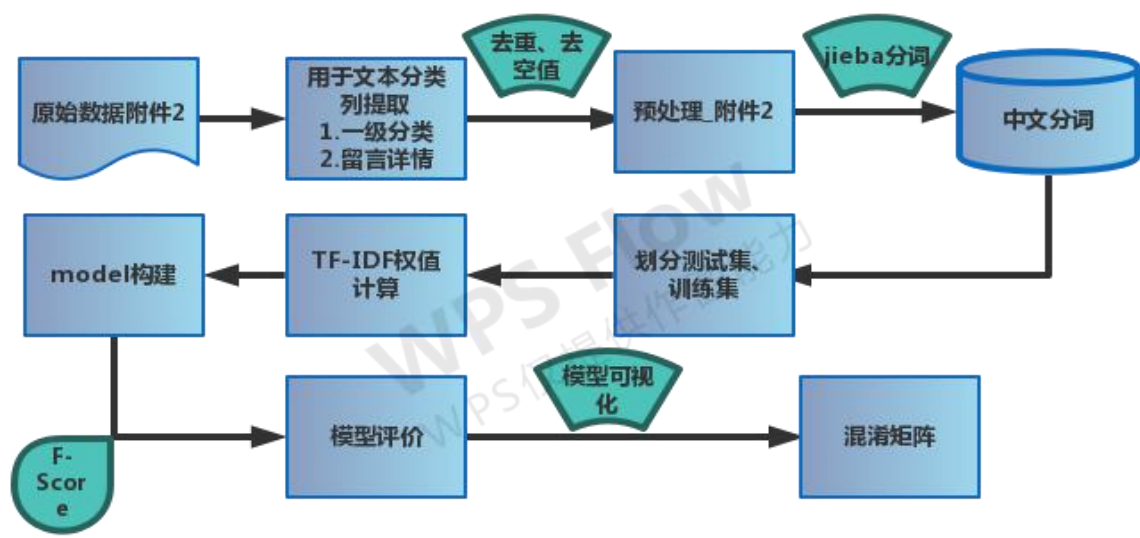 原始数据附件2
用于文本分类
列提取
1.一级分类
2.留言详情
去重、去
空值
预处理_附件2
jieba分词
中文分词
划分测试集、
训练集
TF-IDF权值
计算
model构建
F-
Scor
e
模型评价
模型可视
化
混淆矩阵
WPS Flow